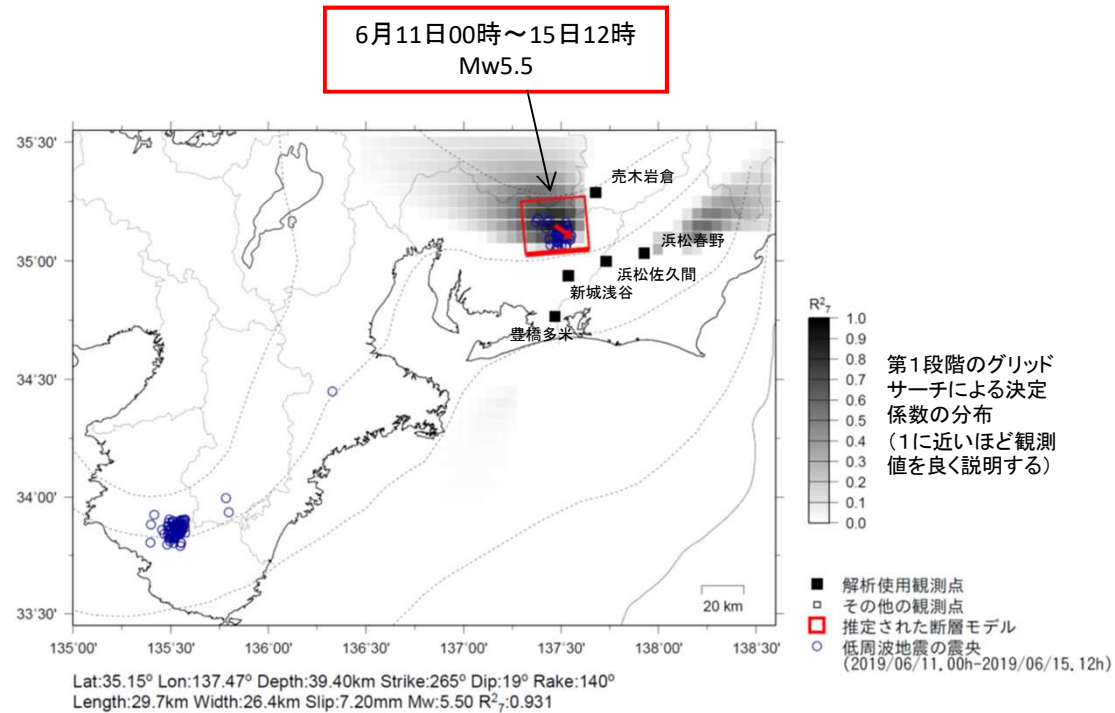 6月11日00時～15日12時
Mw5.5
35˚30'
35˚00'
34˚30'
34˚00'
33˚30'
売木岩倉
浜松春野
浜松佐久間
新城浅谷
豊橋多米
20 km
135˚00'
135˚30'
136˚00'
136˚30'
137˚00'
137˚30'
138˚00'
138˚30'
R²₇
1.0
0.9
0.8
0.7
0.6
0.5
0.4
0.3
0.2
0.1
0.0
第1段階のグリッド
サーチによる決定
係数の分布
(1に近いほど観測
値を良く説明する)
解析使用観測点
その他の観測点
推定された断層モデル
低周波地震の震央
(2019/06/11.00h-2019/06/15.12h)
Lat:35.15° Lon:137.47° Depth:39.40km Strike:265° Dip:19° Rake:140°
Length:29.7km Width:26.4km Slip:7.20mm Mw:5.50 R²₇:0.931